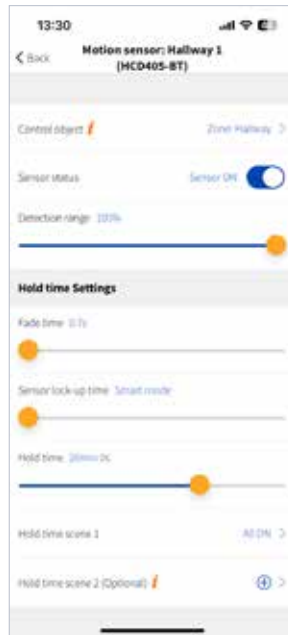 13:30
Back
Motion sensor: Hallway 1
(HCD405-BT)
Control object i
Zone: Hallway
Sensor status
Sensor ON
Detection range 100%
Hold time Settings
Fade time 0.7s
Sensor lock-up time Smart mode
Hold time 20min 0s
Hold time scene 1
All ON
Hold time scene 2 (Optional) i